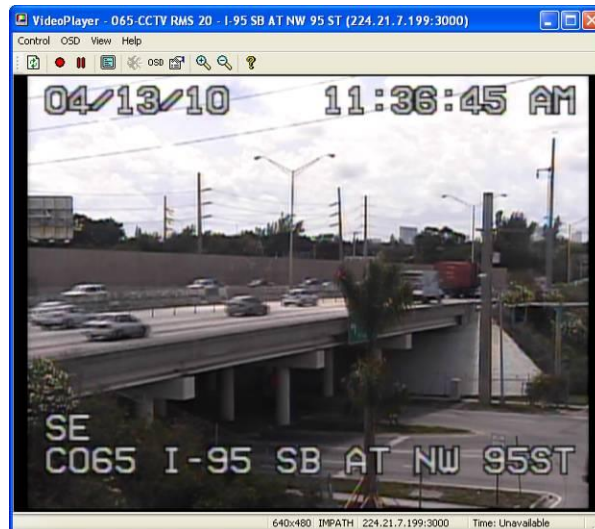 VideoPlayer - 065-CCTV RMS 20 - I-95 SB AT NW 95 ST (224.21.7.199:3000)
Control OSD View Help
OSD
04/13/10 11:36:45 AM
SE
C065 I-95 SB AT NW 95ST
640x480 IMPATH 224.21.7.199:3000 Time: Unavailable